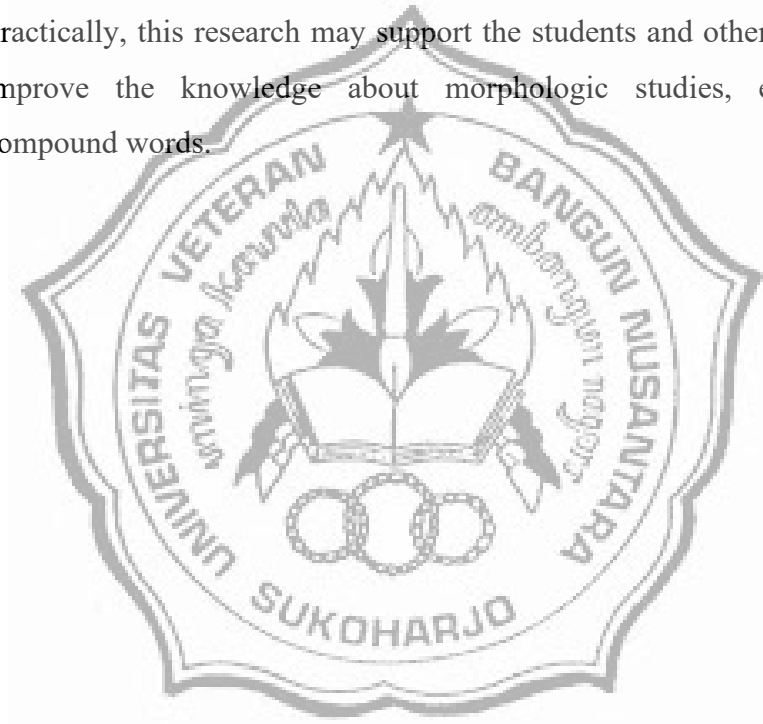 ractically, this research may support the students and other
mprove the knowledge about morphologic studies, e
ompound words.
UNIVERSITAS VETERAN BANGUN NUSANTARA
SUKOHARJO